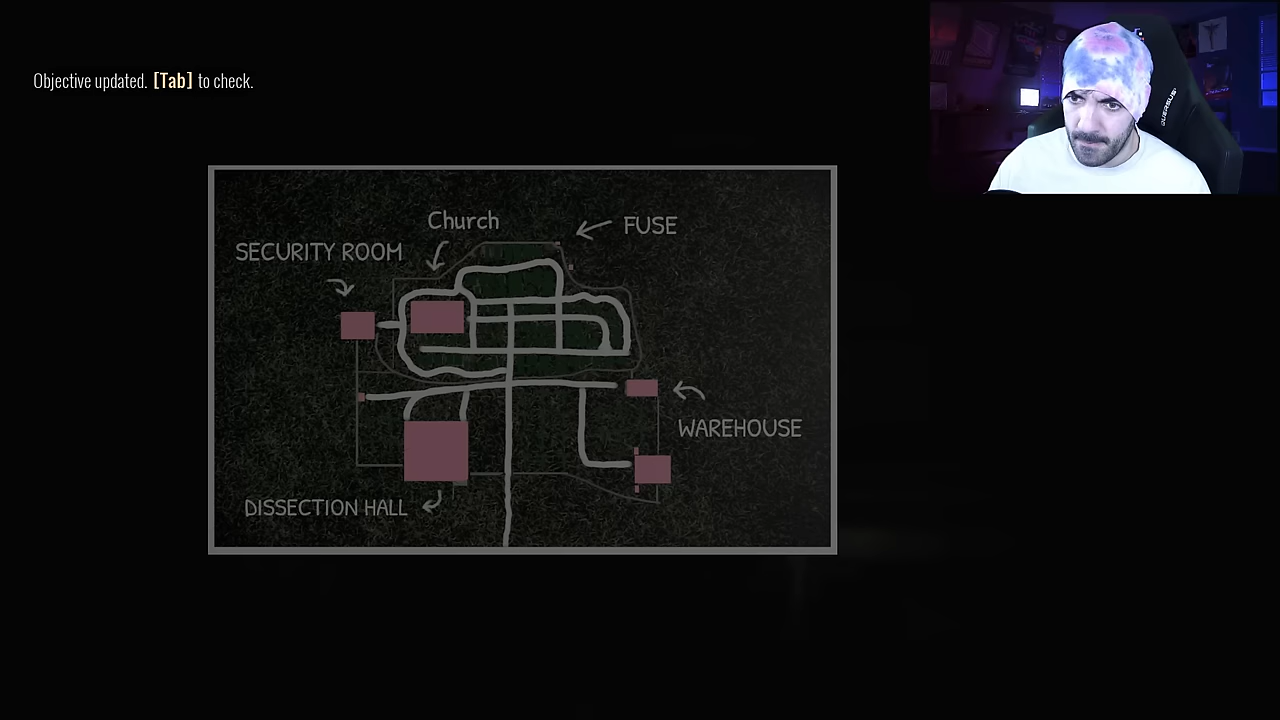 Objective updated. [Tab] to check.
Church
FUSE
SECURITY ROOM
WAREHOUSE
DISSECTION HALL